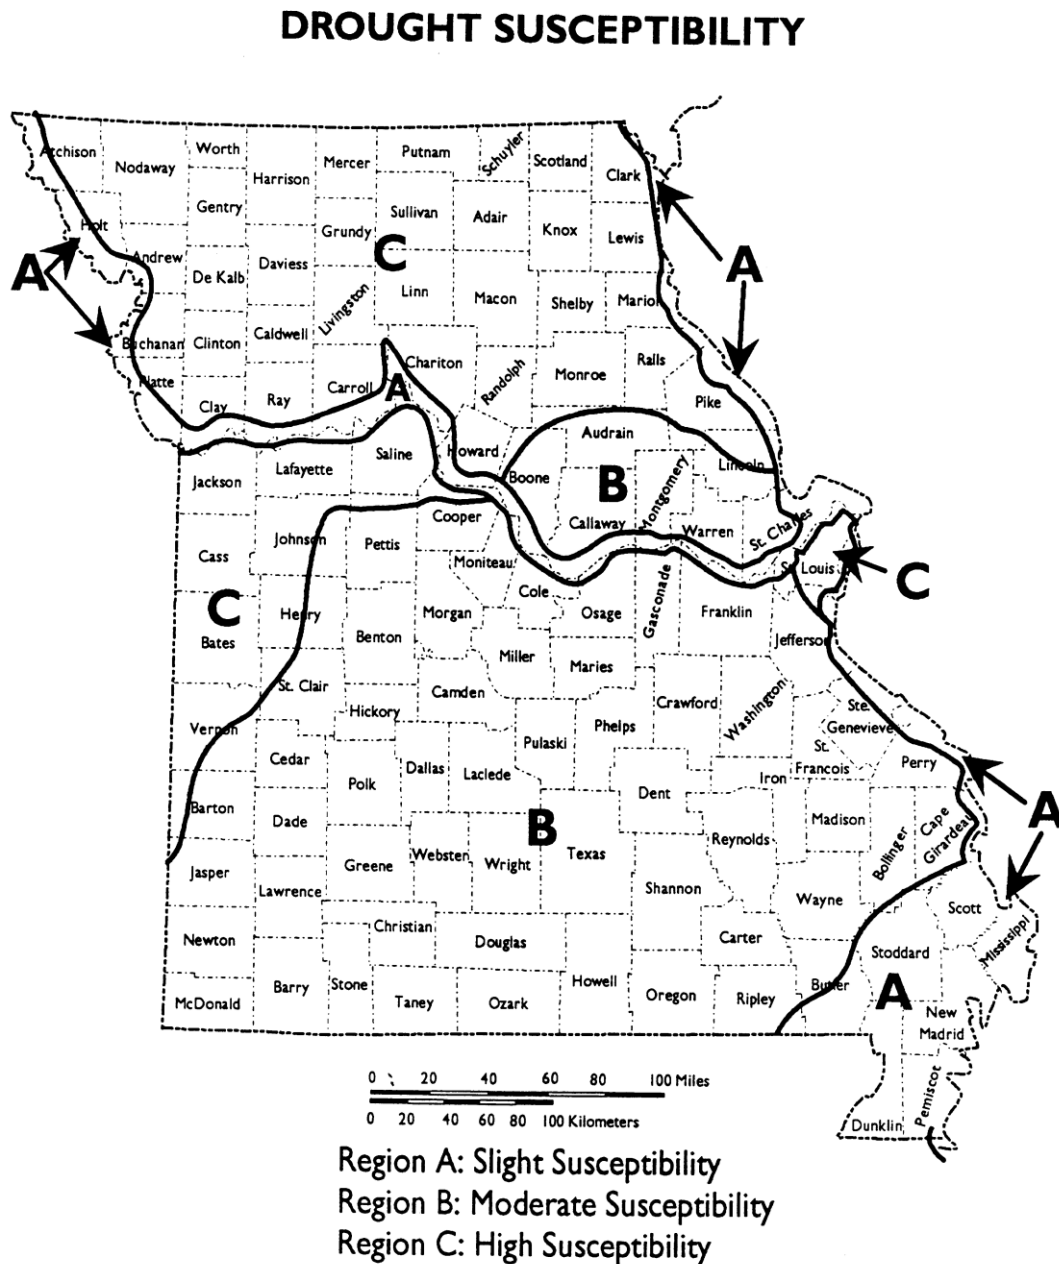 DROUGHT SUSCEPTIBILITY
Atchison
Nodaway
Worth
Harrison
Mercer
Putnam
Schuyler
Scotland
Clark
Gentry
Sullivan
Adair
Knox
Lewis
Holt
Andrew
De Kalb
Daviess
Grundy
C
A
A
Livingston
Linn
Macon
Shelby
Marion
Buchanan
Clinton
Caldwell
Chariton
Randolph
Monroe
Ralls
Platte
Clay
Ray
Carroll
A
Pike
Audrain
Howard
Boone
B
Montgomery
Lincoln
Jackson
Lafayette
Saline
Cooper
Callaway
Warren
St. Charles
Cass
Johnson
Pettis
Moniteau
Cole
Osage
Gasconade
Franklin
St. Louis
C
C
Bates
Henry
Benton
Morgan
Miller
Maries
Jefferson
St. Clair
Hickory
Camden
Crawford
Washington
Ste.
Genevieve
Vernon
Cedar
Polk
Dallas
Laclede
Pulaski
Phelps
Dent
Iron
St.
Francois
Perry
Barton
Dade
Greene
Webster
Wright
B
Texas
Reynolds
Madison
Bollinger
Cape
Girardeau
A
Jasper
Lawrence
Shannon
Wayne
Scott
Mississippi
Newton
Christian
Douglas
Carter
Stoddard
McDonald
Barry
Stone
Taney
Ozark
Howell
Oregon
Ripley
Butler
A
New
Madrid
Pemiscot
Dunklin
0 20 40 60 80 100 Miles
0 20 40 60 80 100 Kilometers
Region A: Slight Susceptibility
Region B: Moderate Susceptibility
Region C: High Susceptibility